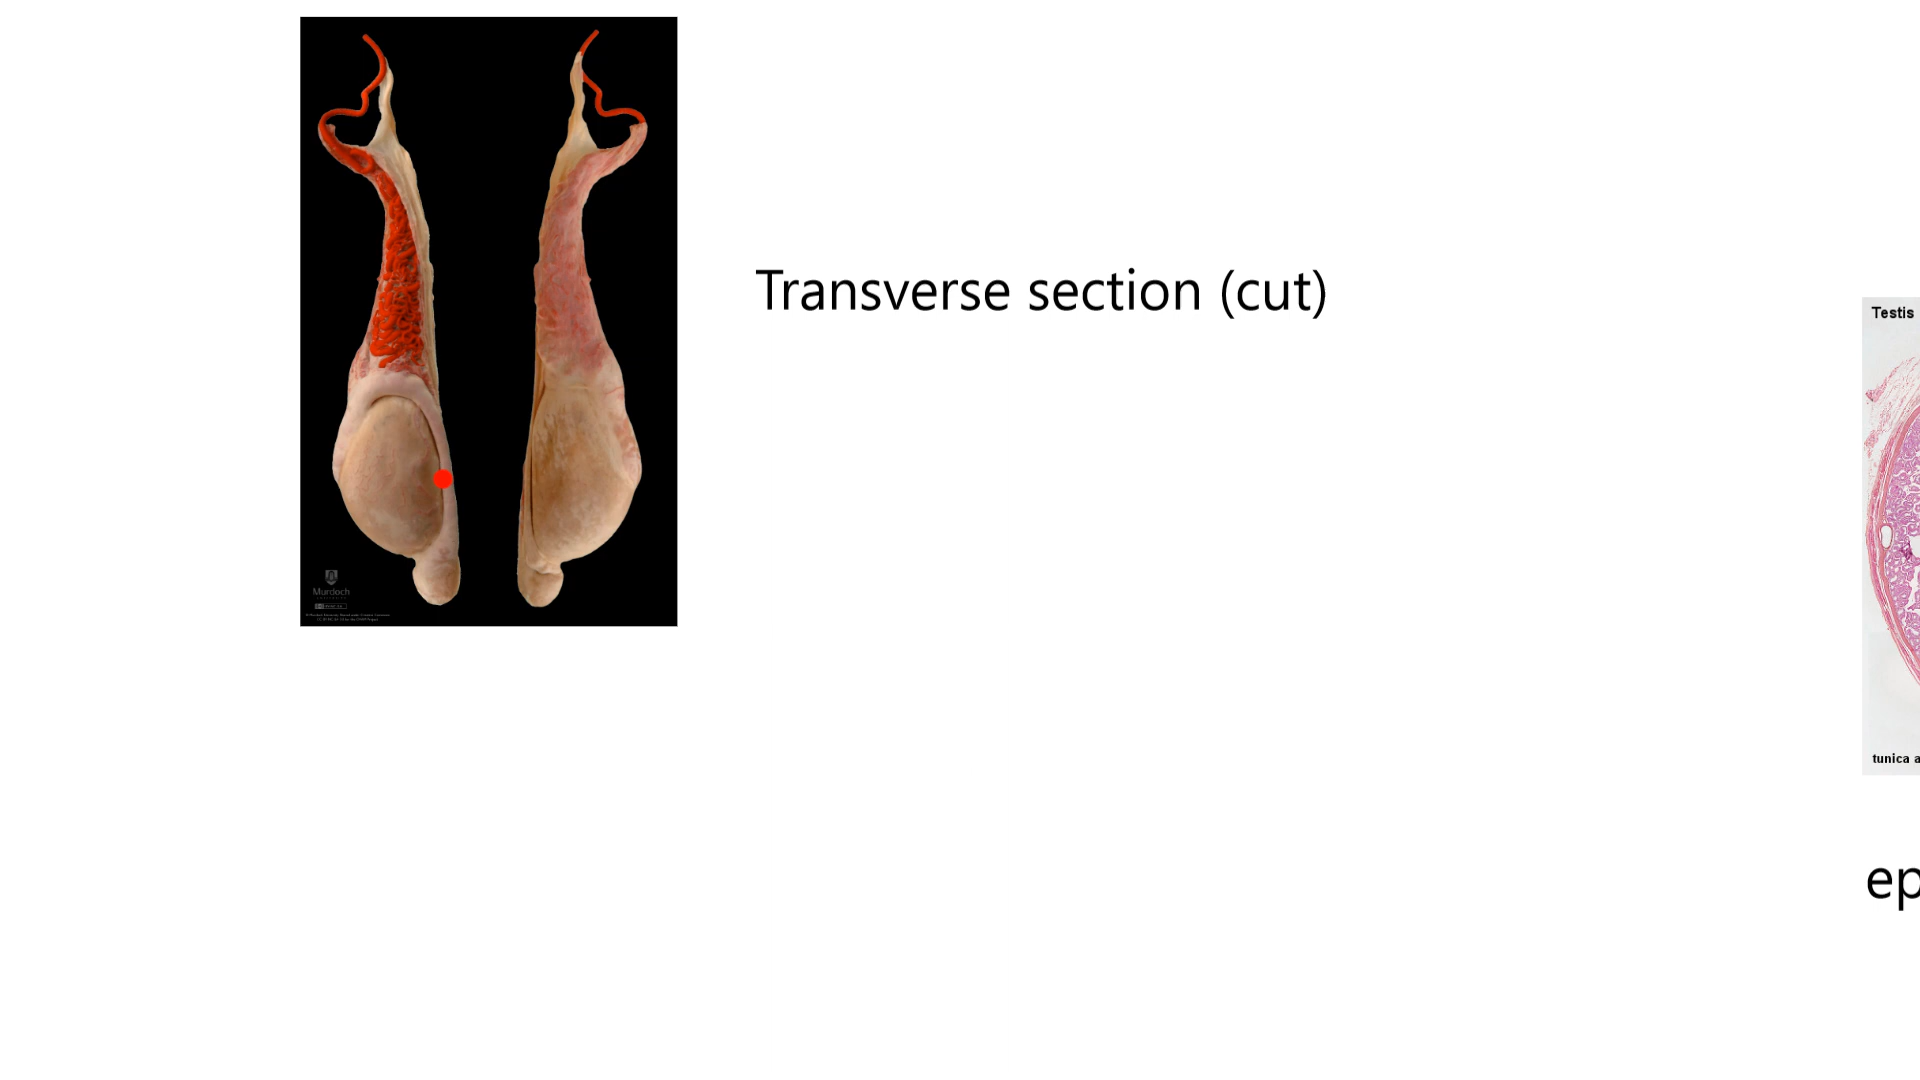 Transverse section (cut)
Testis
tunica a
ep
Murdoch